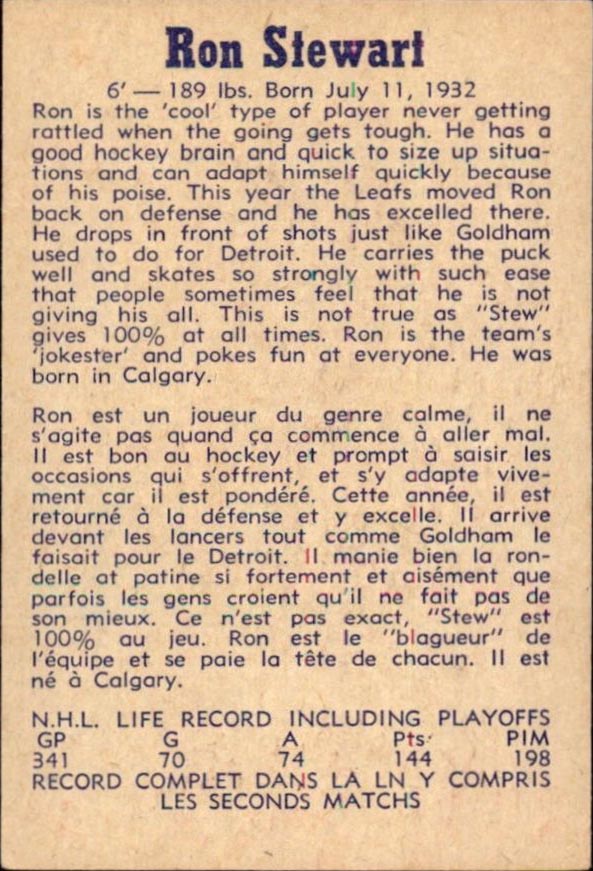 Ron Stewart
6' — 189 lbs. Born July 11, 1932
Ron is the 'cool' type of player never getting
rattled when the going gets tough. He has a
good hockey brain and quick to size up situa-
tions and can adapt himself quickly because
of his poise. This year the Leafs moved Ron
back on defense and he has excelled there.
He drops in front of shots just like Goldham
used to do for Detroit. He carries the puck
well and skates so strongly with such ease
that people sometimes feel that he is not
giving his all. This is not true as "Stew"
gives 100% at all times. Ron is the team's
'jokester' and pokes fun at everyone. He was
born in Calgary.
Ron est un joueur du genre calme, il ne
s'agite pas quand ça commence à aller mal.
Il est bon au hockey et prompt à saisir les
occasions qui s'offrent, et s'y adapte vive-
ment car il est pondéré. Cette année, il est
retourné à la défense et y excelle. Il arrive
devant les lancers tout comme Goldham le
faisait pour le Detroit. Il manie bien la ron-
delle at patine si fortement et aisément que
parfois les gens croient qu'il ne fait pas de
son mieux. Ce n'est pas exact, "Stew" est
100% au jeu. Ron est le "blagueur" de
l'équipe et se paie la tête de chacun. Il est
né à Calgary.
N.H.L. LIFE RECORD INCLUDING PLAYOFFS
GP G A Pts. PIM
341 70 74 144 198
RECORD COMPLET DANS LA LN Y COMPRIS
LES SECONDS MATCHS